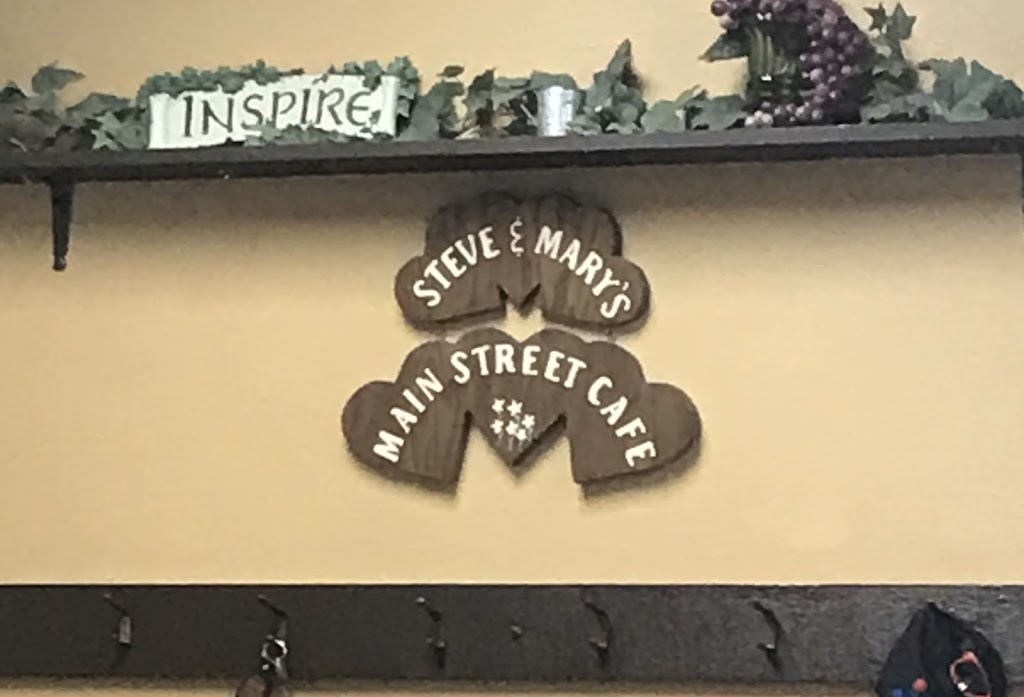 INSPIRE
STEVE & MARY'S
MAIN STREET CAFE